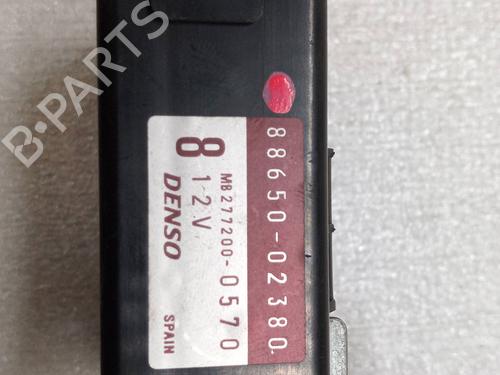 88650-02380
MB277200-0570
8 12V
DENSO
SPAIN
B-PARTS